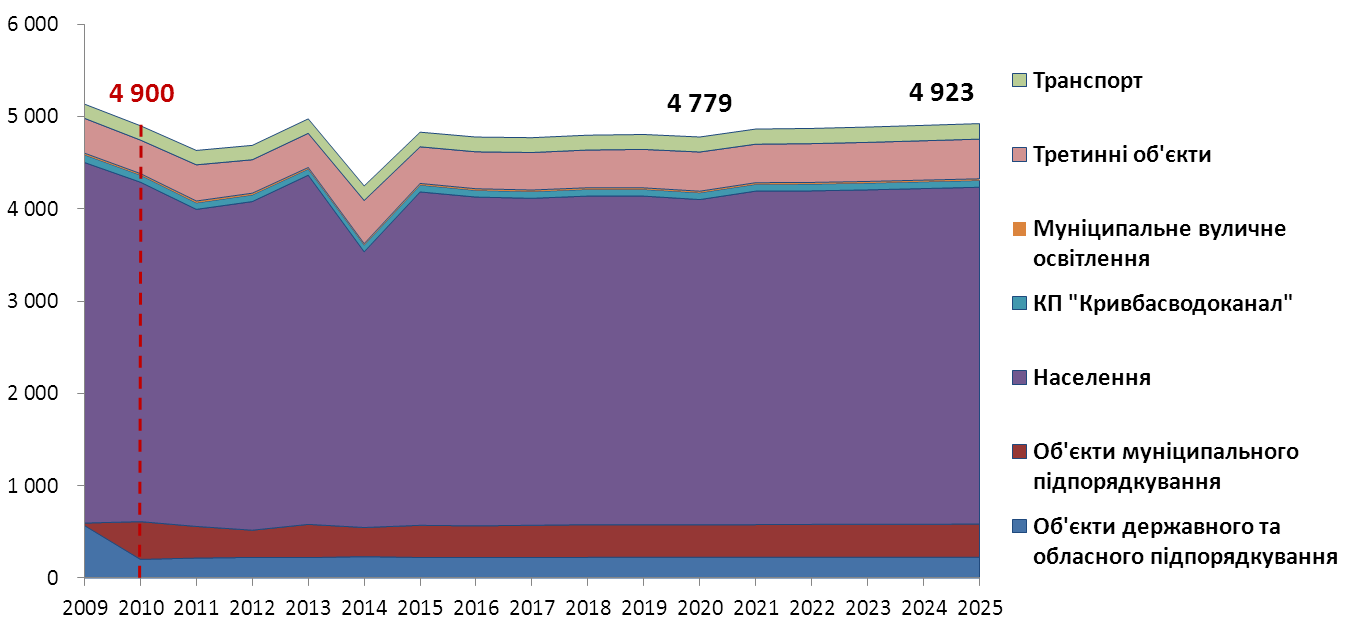 6 000
5 000
4 000
3 000
2 000
1 000
0
4 900
4 779
4 923
2009 2010 2011 2012 2013 2014 2015 2016 2017 2018 2019 2020 2021 2022 2023 2024 2025
Транспорт
Третинні об'єкти
Муніципальне вуличне
освітлення
КП "Кривбасводоканал"
Населення
Об'єкти муніципального
підпорядкування
Об'єкти державного та
обласного підпорядкування